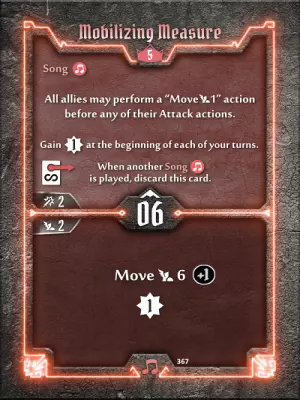 Mobilizing Measure
5
Song
All allies may perform a “Move 1” action
before any of their Attack actions.
Gain 1 at the beginning of each of your turns.
When another Song
is played, discard this card.
2
06
2
Move 6 +1
1
367